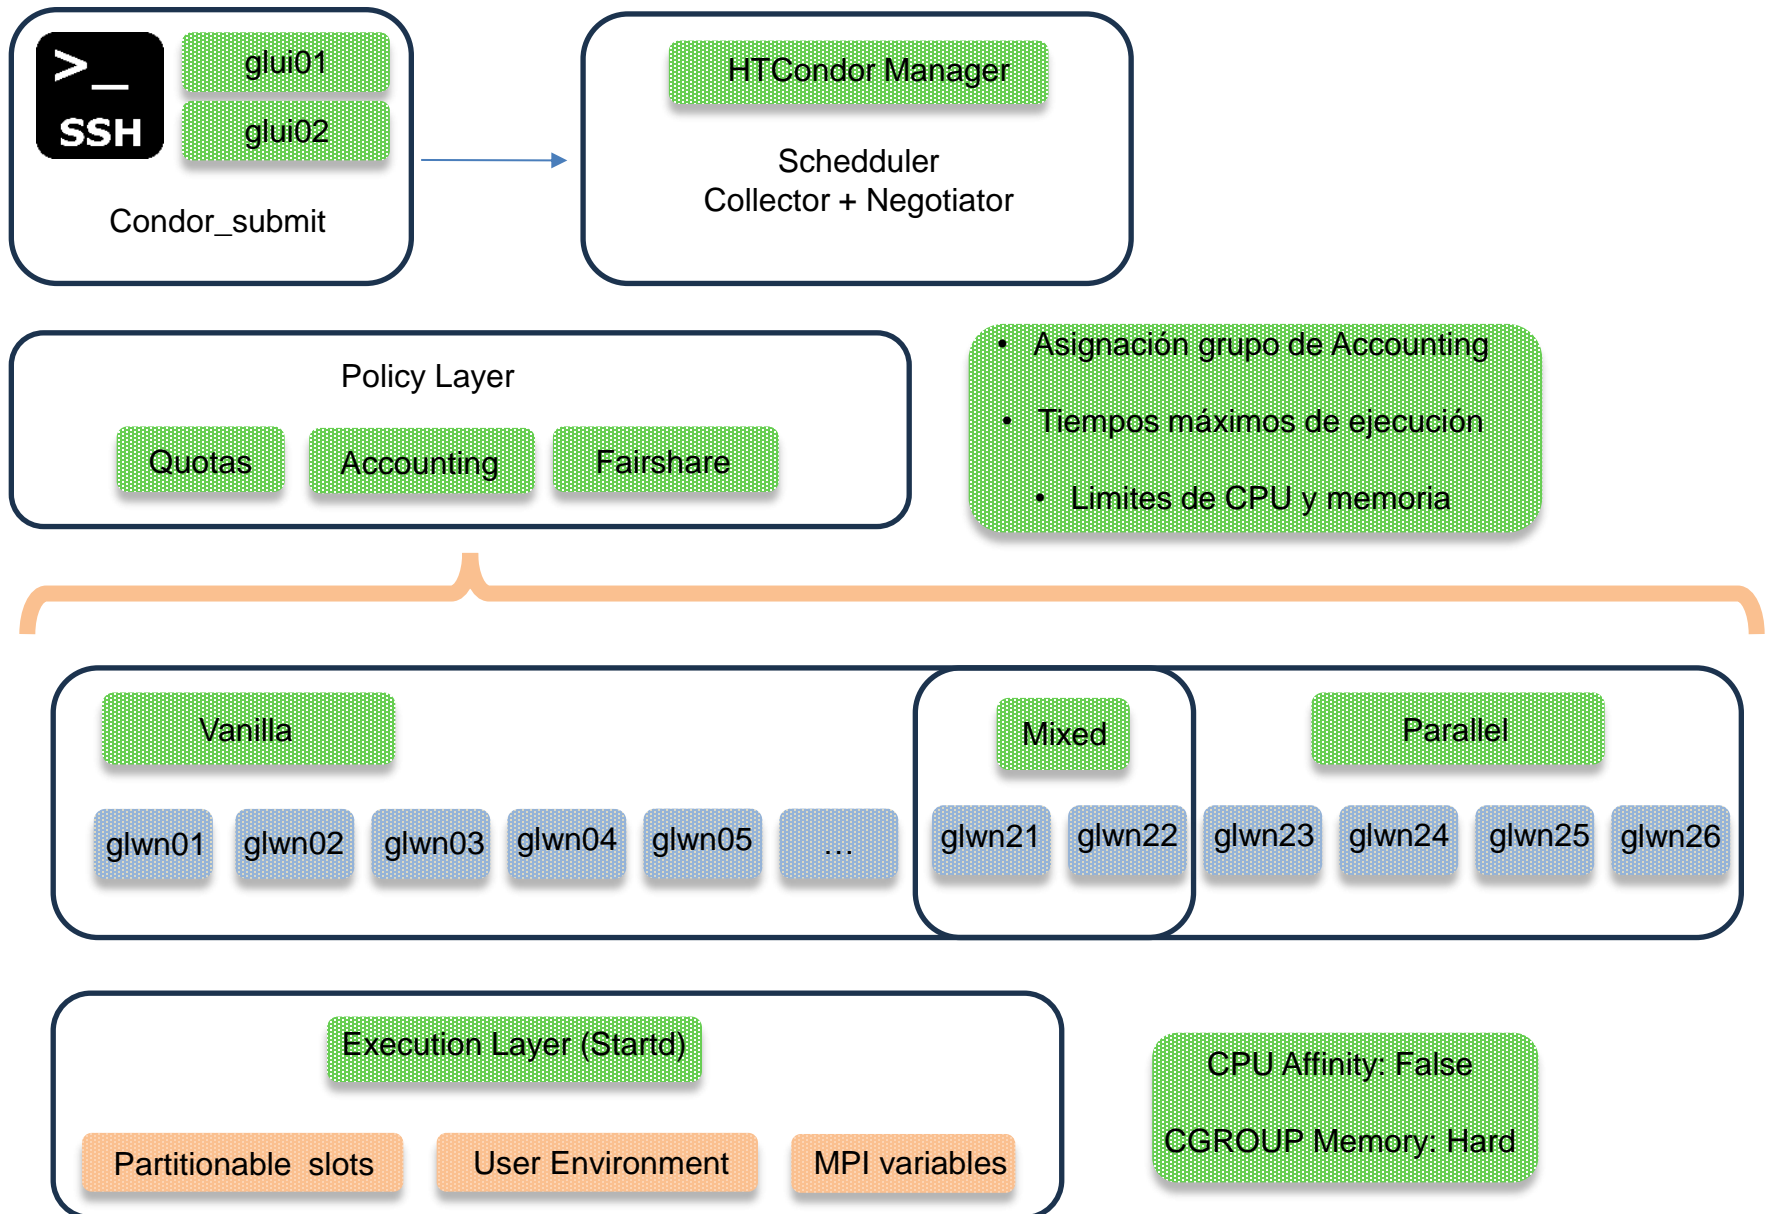 >_
SSH
glui01
glui02
Condor_submit
HTCondor Manager
Schedduler
Collector + Negotiator
Policy Layer
Quotas
Accounting
Fairshare
• Asignación grupo de Accounting
• Tiempos máximos de ejecución
• Limites de CPU y memoria
Vanilla
Mixed
Parallel
glwn01
glwn02
glwn03
glwn04
glwn05
...
glwn21
glwn22
glwn23
glwn24
glwn25
glwn26
Execution Layer (Startd)
Partitionable slots
User Environment
MPI variables
CPU Affinity: False
CGROUP Memory: Hard